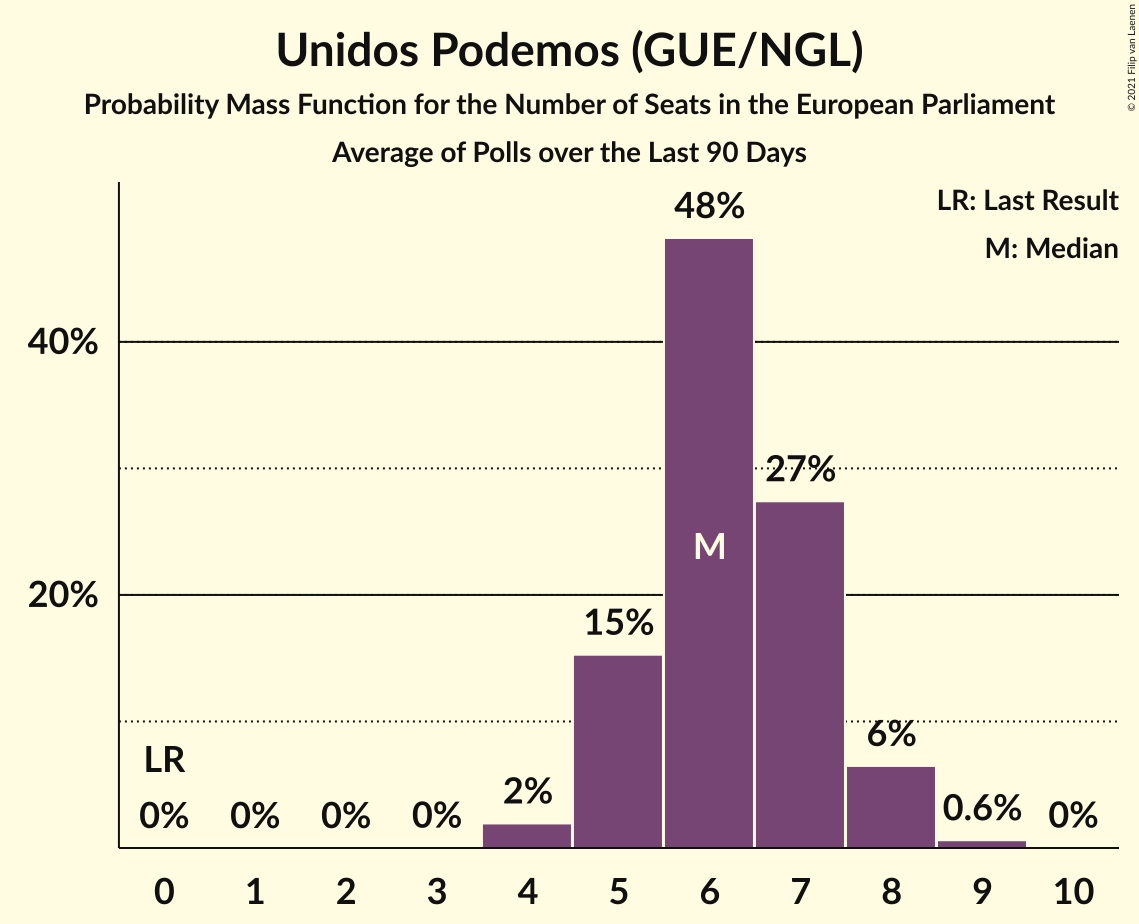 Unidos Podemos (GUE/NGL)
Probability Mass Function for the Number of Seats in the European Parliament
Average of Polls over the Last 90 Days
© 2021 Filip van Laenen
LR: Last Result
M: Median
48%
40%
27%
M
20%
15%
LR
6%
2%
0.6%
0% 0% 0% 0% 0%
0 1 2 3 4 5 6 7 8 9 10